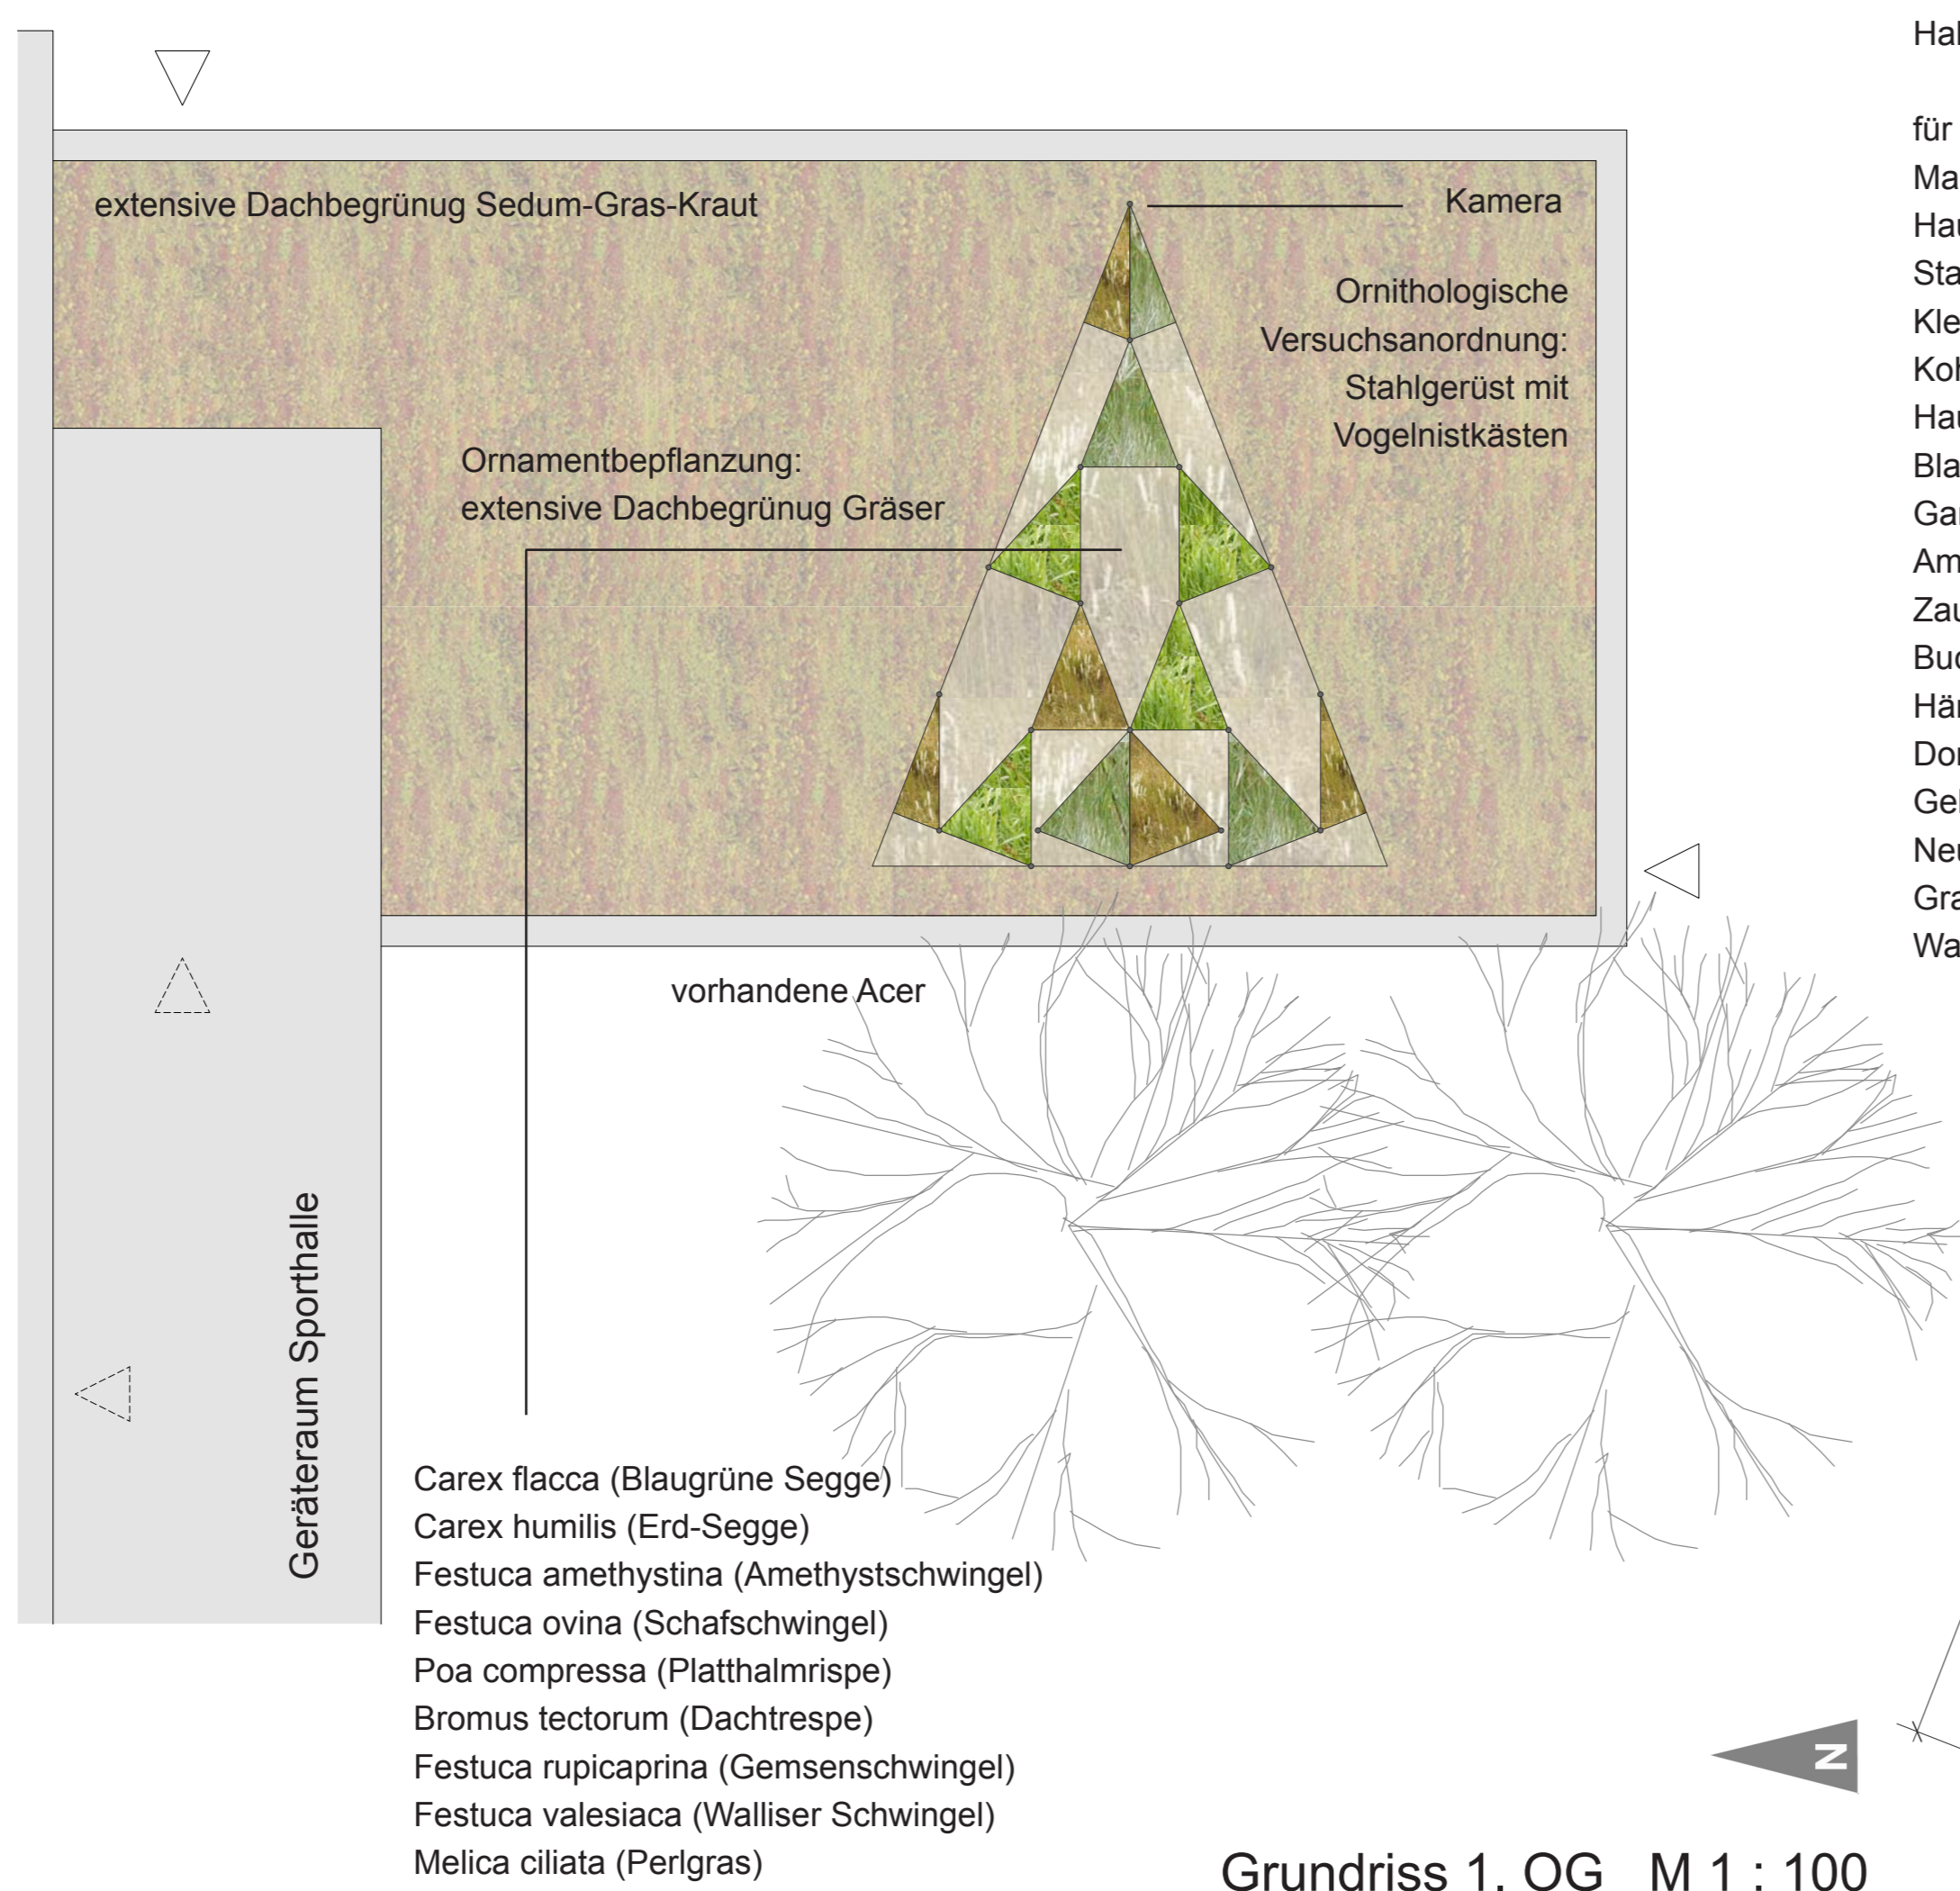 extensive Dachbegrünug Sedum-Gras-Kraut
Kamera
Ornithologische
Versuchsanordnung:
Stahlgerüst mit
Vogelnistkästen
Ornamentbepflanzung:
extensive Dachbegrünug Gräser
vorhandene Acer
Geräteraum Sporthalle
Carex flacca (Blaugrüne Segge)
Carex humilis (Erd-Segge)
Festuca amethystina (Amethystschwingel)
Festuca ovina (Schafschwingel)
Poa compressa (Platthalmrispe)
Bromus tectorum (Dachtrespe)
Festuca rupicaprina (Gemsenschwingel)
Festuca valesiaca (Walliser Schwingel)
Melica ciliata (Perlgras)
N
Grundriss 1. OG M 1 : 100
für